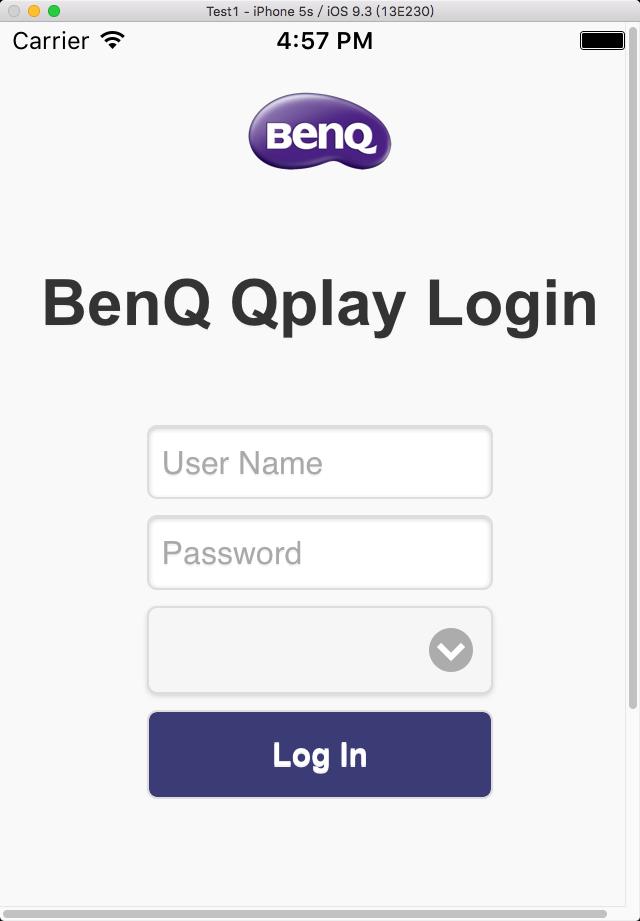 Test1 - iPhone 5s / iOS 9.3 (13E230)
Carrier 4:57 PM
BenQ
BenQ Qplay Login
User Name
Password
Log In